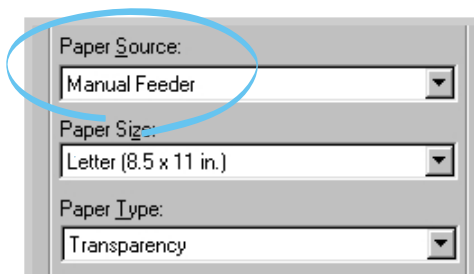 Paper Source:
Manual Feeder
Paper Size:
Letter (8.5 x 11 in.)
Paper Type:
Transparency